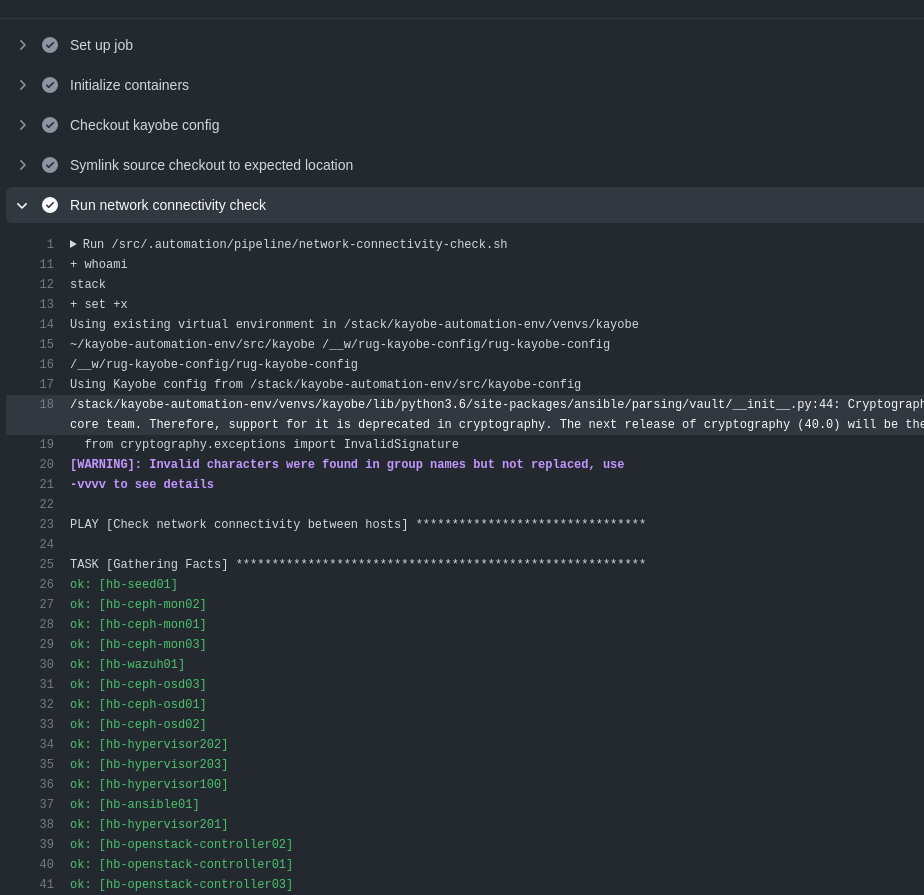 Set up job
Initialize containers
Checkout kayobe config
Symlink source checkout to expected location
Run network connectivity check
1 Run /src/.automation/pipeline/network-connectivity-check.sh
11 + whoami
12 stack
13 + set +x
14 Using existing virtual environment in /stack/kayobe-automation-env/venvs/kayobe
15 ~/kayobe-automation-env/src/kayobe /__w/rug-kayobe-config/rug-kayobe-config
16 /__w/rug-kayobe-config/rug-kayobe-config
17 Using Kayobe config from /stack/kayobe-automation-env/src/kayobe-config
18 /stack/kayobe-automation-env/venvs/kayobe/lib/python3.6/site-packages/ansible/parsing/vault/__init__.py:44: Cryptograph
core team. Therefore, support for it is deprecated in cryptography. The next release of cryptography (40.0) will be the
19 from cryptography.exceptions import InvalidSignature
20 [WARNING]: Invalid characters were found in group names but not replaced, use
21 -vvvv to see details
22
23 PLAY [Check network connectivity between hosts] ********************************
24
25 TASK [Gathering Facts] *********************************************************
26 ok: [hb-seed01]
27 ok: [hb-ceph-mon02]
28 ok: [hb-ceph-mon01]
29 ok: [hb-ceph-mon03]
30 ok: [hb-wazuh01]
31 ok: [hb-ceph-osd03]
32 ok: [hb-ceph-osd01]
33 ok: [hb-ceph-osd02]
34 ok: [hb-hypervisor202]
35 ok: [hb-hypervisor203]
36 ok: [hb-hypervisor100]
37 ok: [hb-ansible01]
38 ok: [hb-hypervisor201]
39 ok: [hb-openstack-controller02]
40 ok: [hb-openstack-controller01]
41 ok: [hb-openstack-controller03]